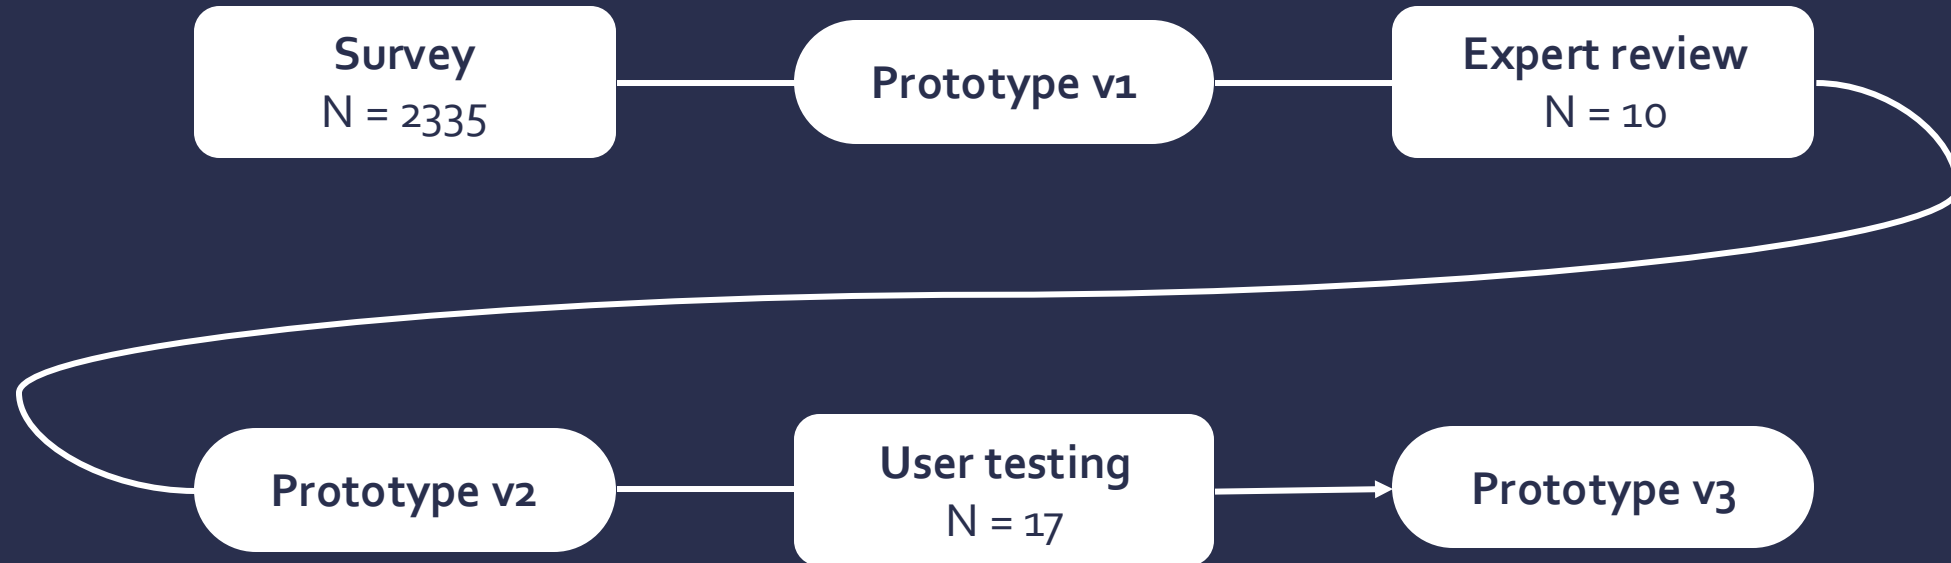 Survey
N = 2335
Prototype v1
Expert review
N = 10
Prototype v2
User testing
N = 17
Prototype v3